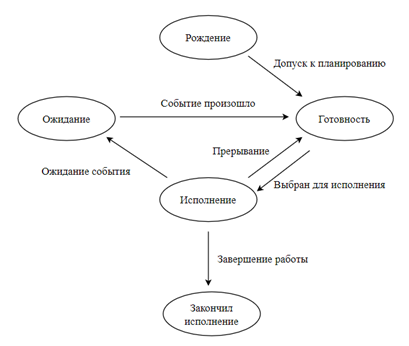 Рождение
Допуск к планированию
Событие произошло
Ожидание
Готовность
Прерывание
Ожидание события
Выбран для исполнения
Исполнение
Завершение работы
Закончил
исполнение